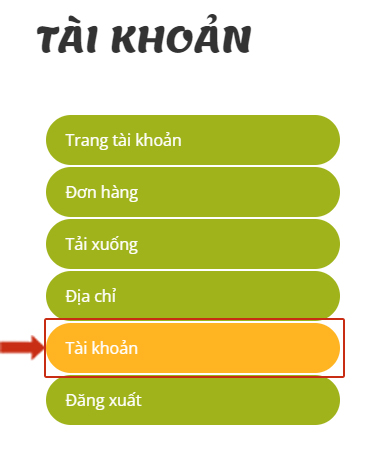 TÀI KHOẢN
Trang tài khoản
Đơn hàng
Tải xuống
Địa chỉ
Tài khoản
Đăng xuất